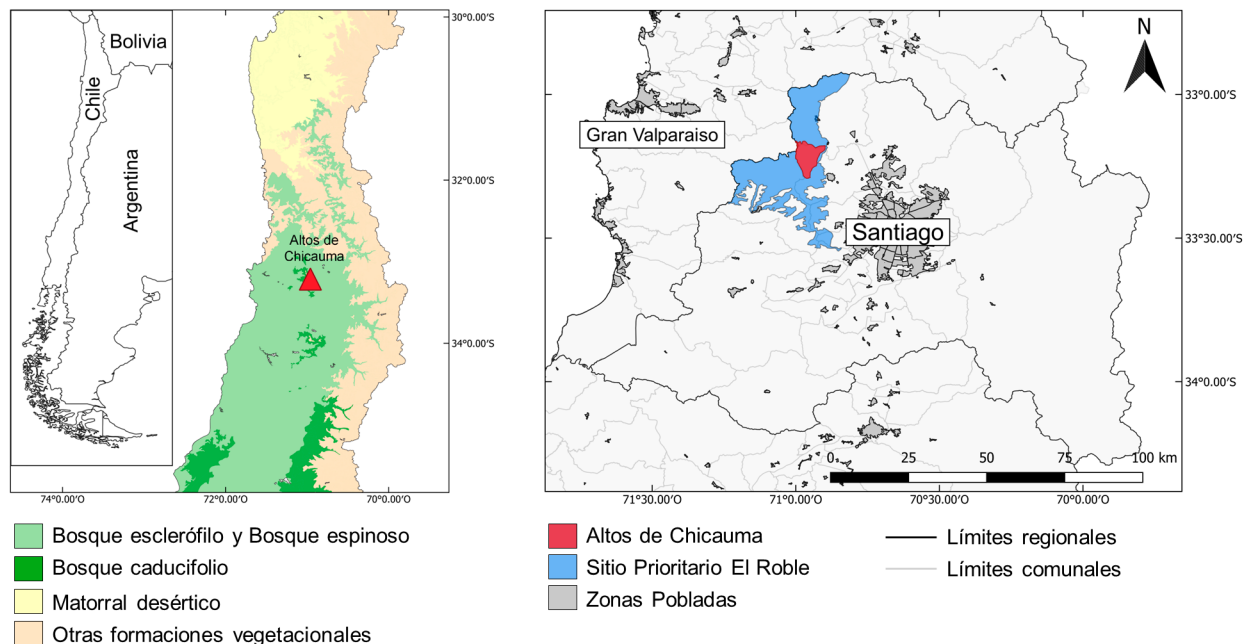 Bolivia
Chile
Argentina
Altos de
Chicauma
30°0.00′S
32°0.00′S
34°0.00′S
74°0.00′O
72°0.00′O
70°0.00′O
Bosque esclerófilo y Bosque espinoso
Bosque caducifolio
Matorral desértico
Otras formaciones vegetacionales
N
Gran Valparaiso
Santiago
33°0.00′S
33°30.00′S
34°0.00′S
0
25
50
75
100 km
71°30.00′O
71°0.00′O
70°30.00′O
70°0.00′O
Altos de Chicauma
Sitio Prioritario El Roble
Zonas Pobladas
Límites regionales
Límites comunales